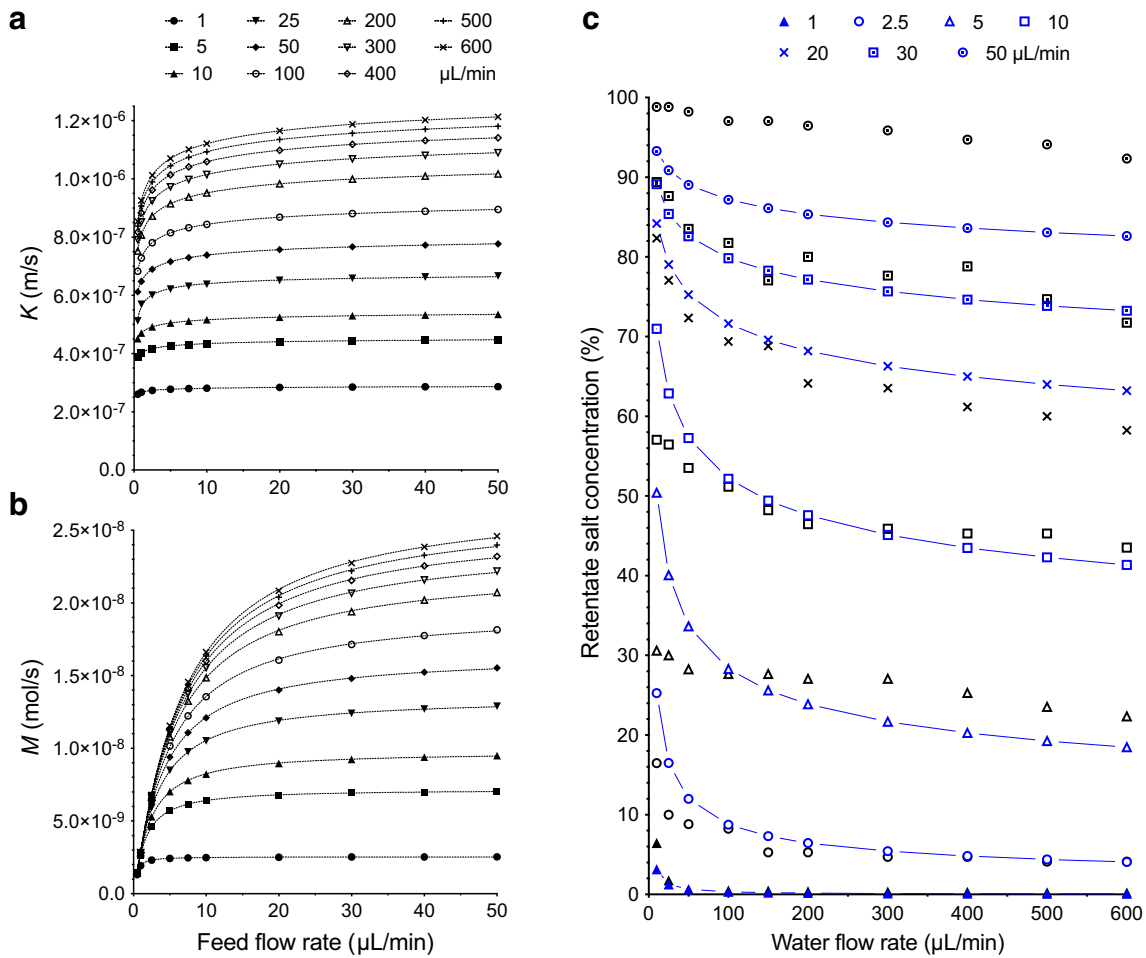 a
1 25 200 500
5 50 300 600
10 100 400 μL/min
1.2×10⁻⁶
1.0×10⁻⁶
8.0×10⁻⁷
6.0×10⁻⁷
4.0×10⁻⁷
2.0×10⁻⁷
0.0
K (m/s)
0 10 20 30 40 50
b
2.5×10⁻⁸
2.0×10⁻⁸
1.5×10⁻⁸
1.0×10⁻⁸
5.0×10⁻⁹
0.0
M (mol/s)
0 10 20 30 40 50
Feed flow rate (μL/min)
c
1 2.5 5 10
20 30 50 μL/min
100
90
80
70
60
50
40
30
20
10
0
Retentate salt concentration (%)
0 100 200 300 400 500 600
Water flow rate (μL/min)